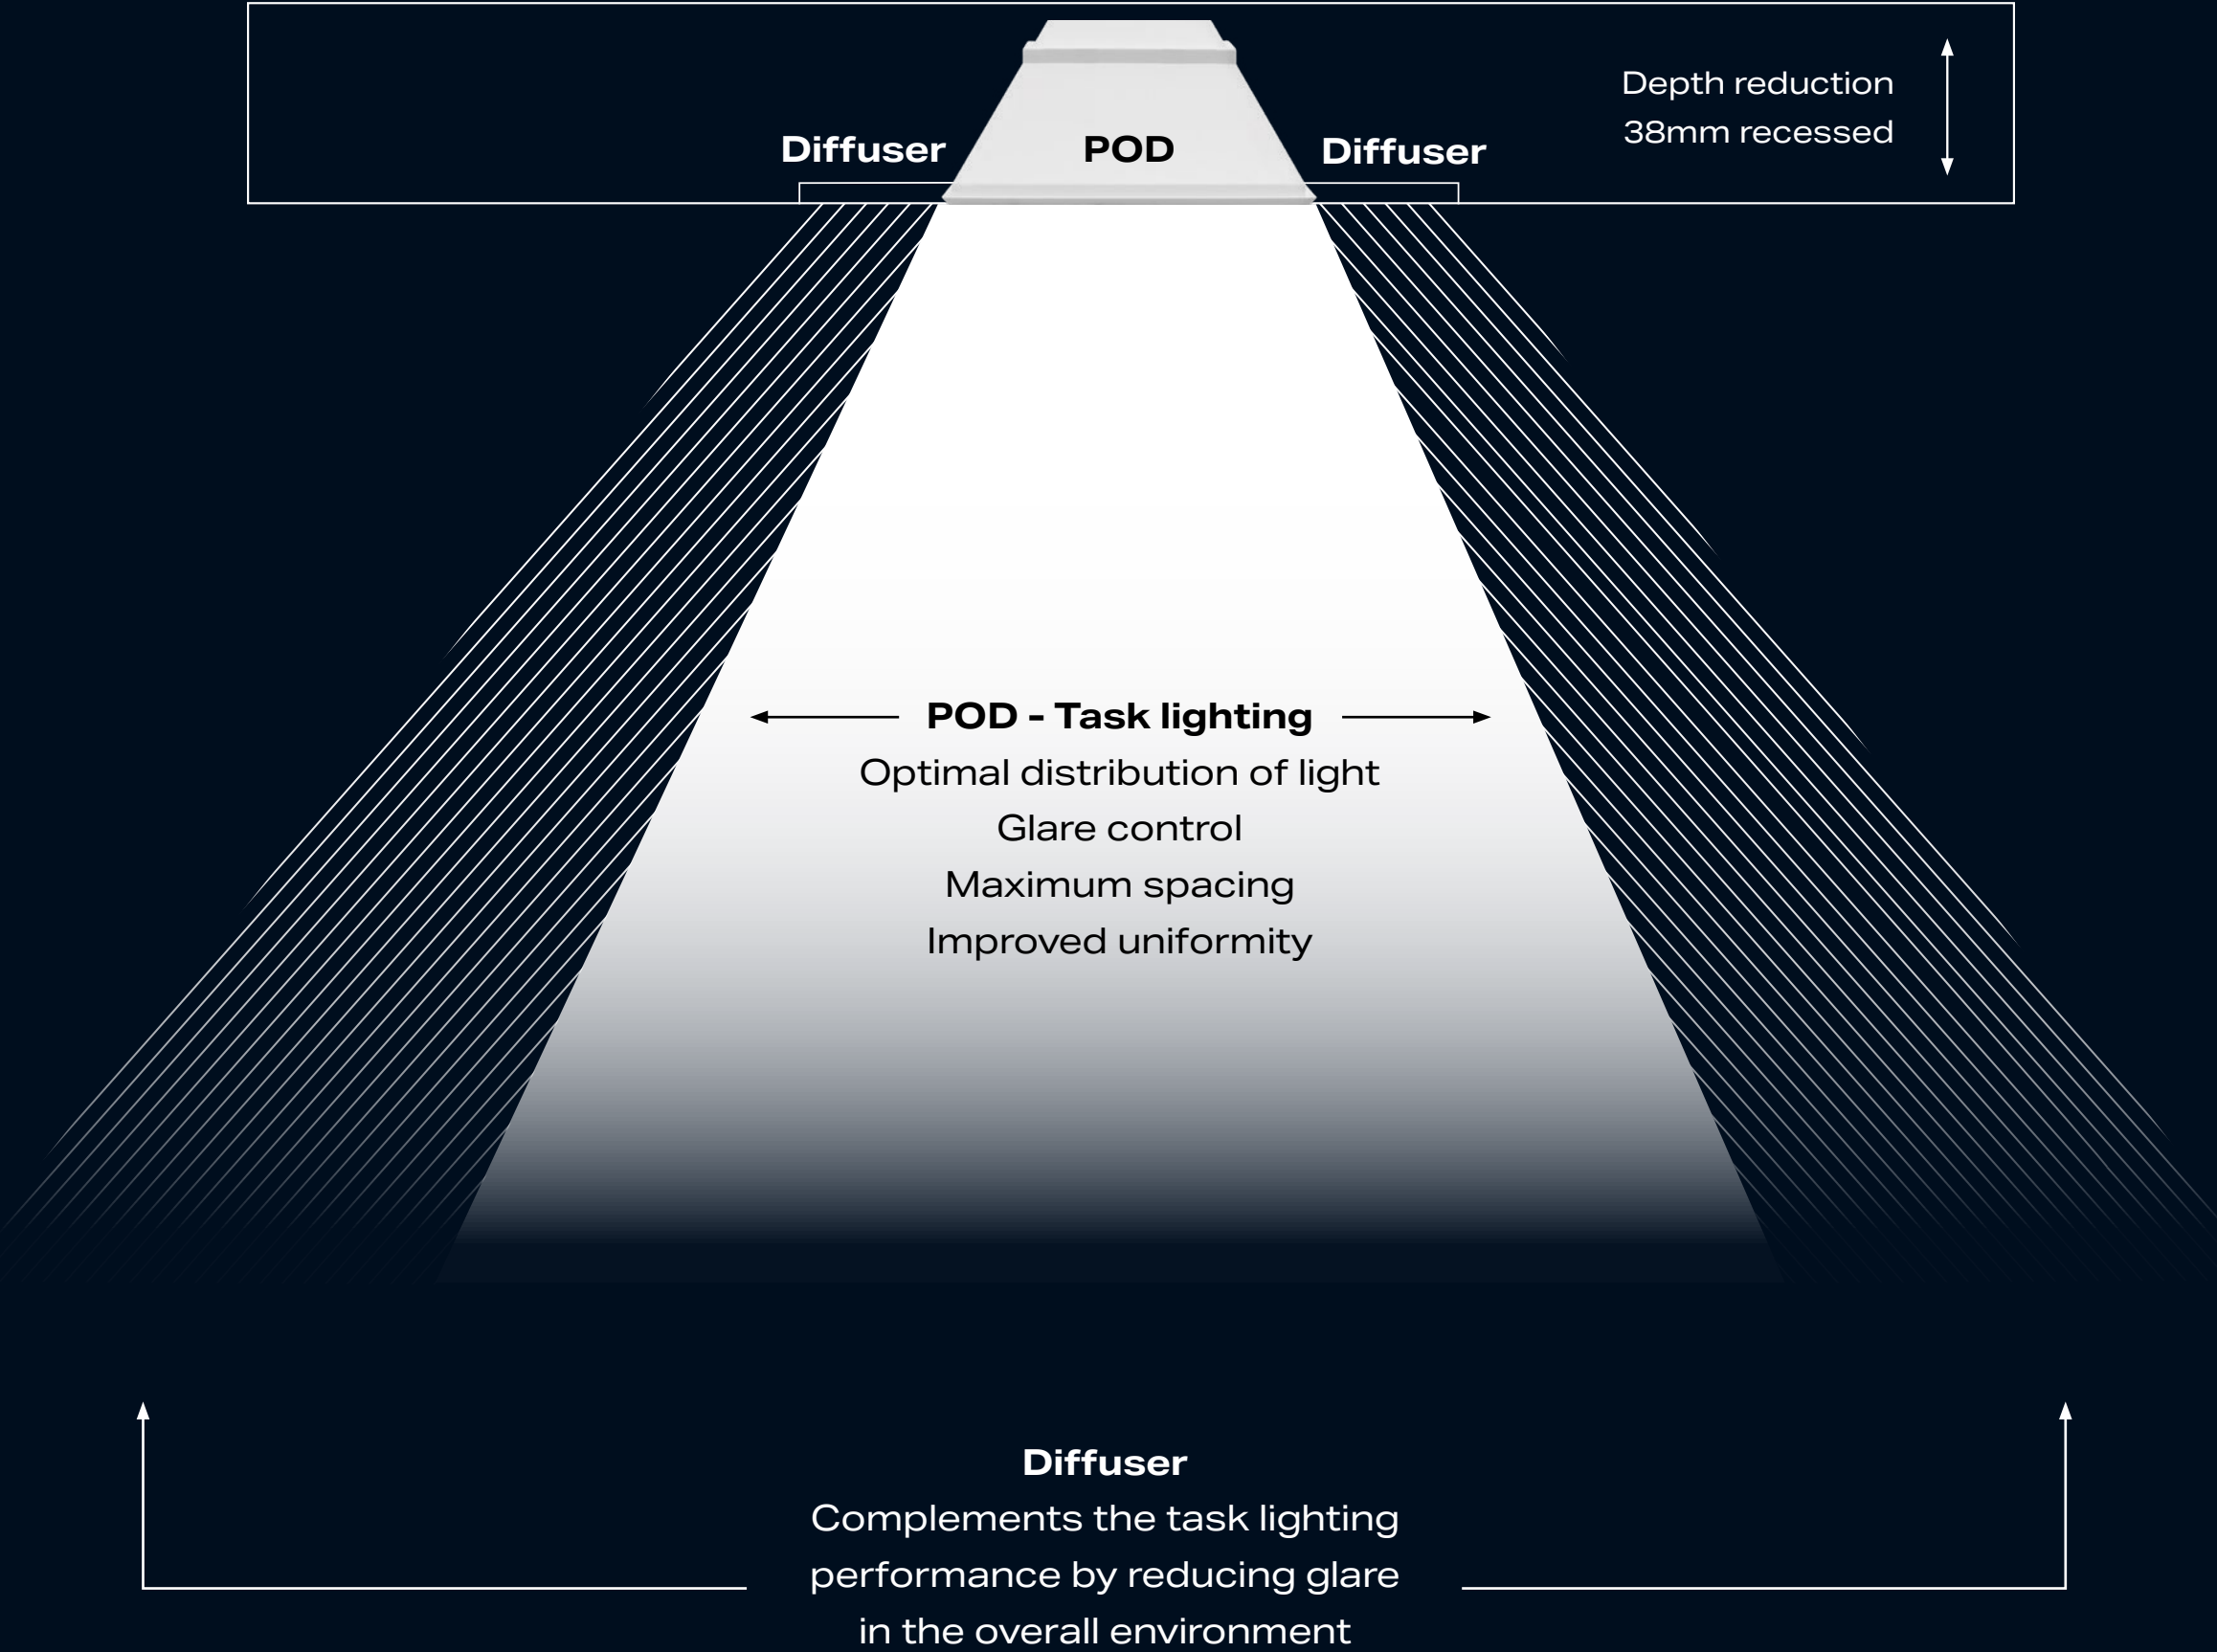 Depth reduction
38mm recessed
Diffuser
POD
Diffuser
POD - Task lighting
Optimal distribution of light
Glare control
Maximum spacing
Improved uniformity
Diffuser
Complements the task lighting
performance by reducing glare
in the overall environment